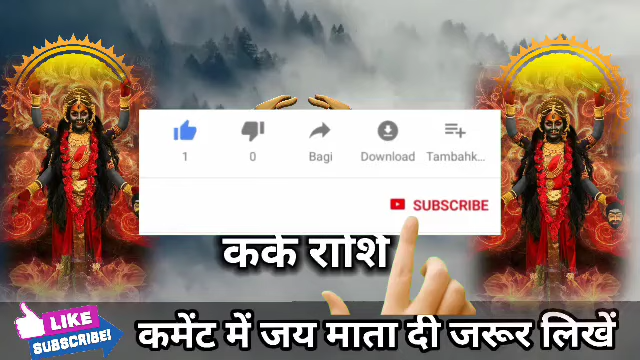 1
0
Bagi
Download
Tambahk...
SUBSCRIBE
कर्क राशि
LIKE
SUBSCRIBE!
कमेंट में जय माता दी जरूर लिखें